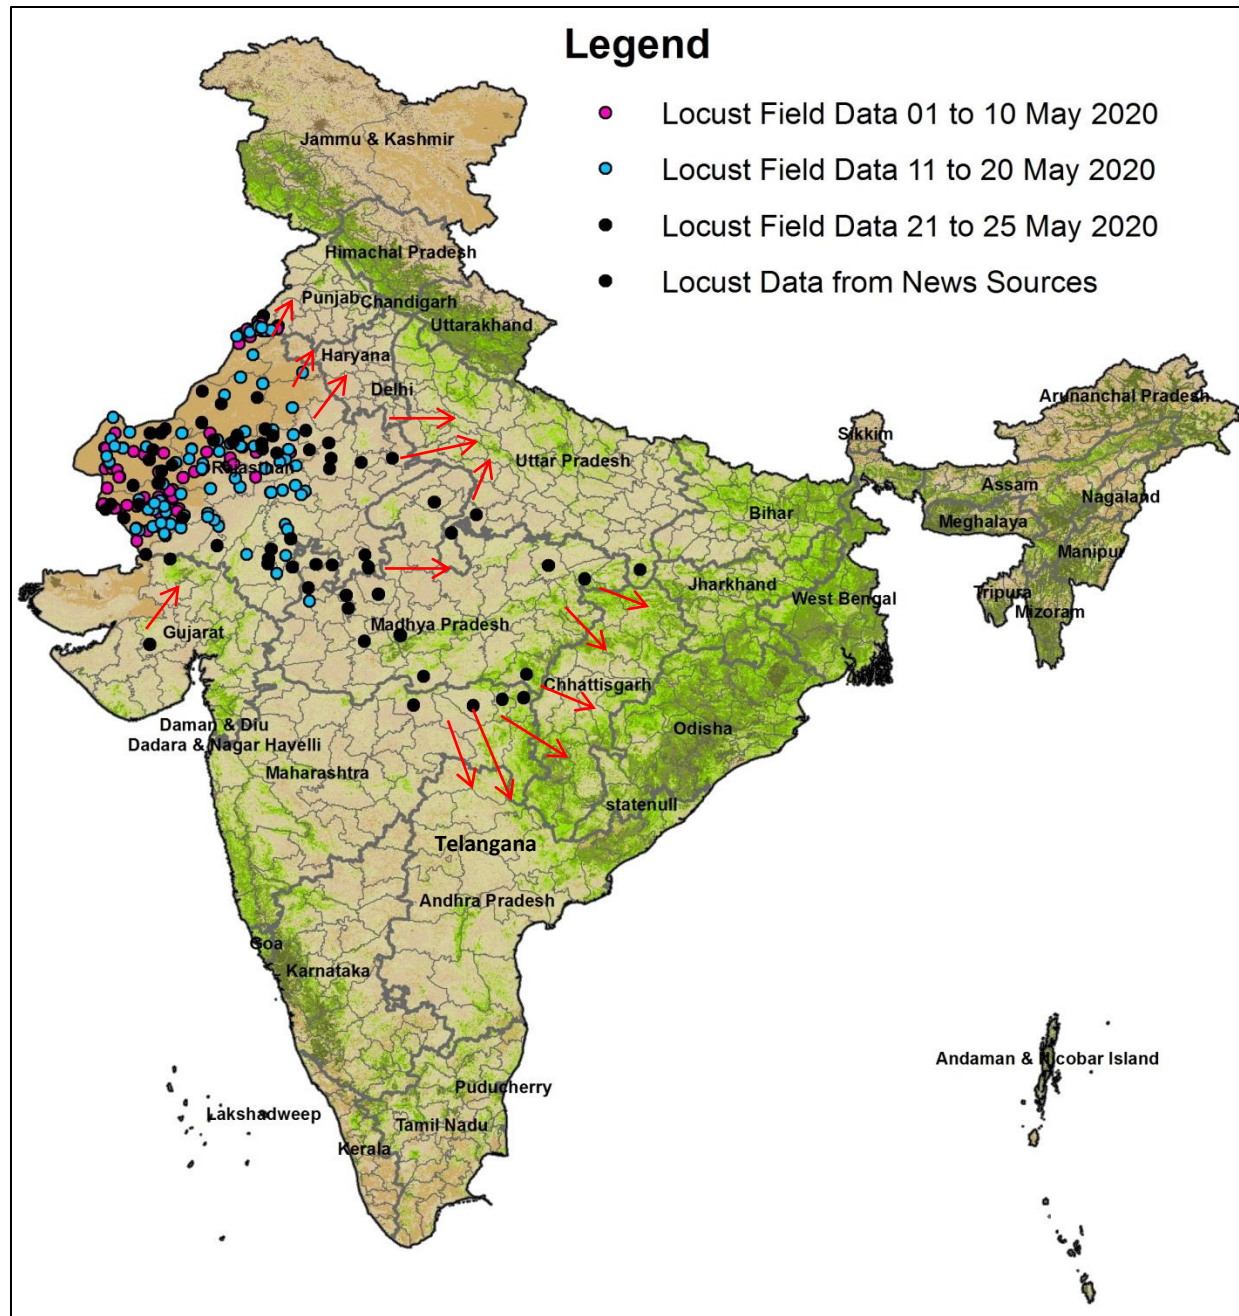 Legend
Locust Field Data 01 to 10 May 2020
Locust Field Data 11 to 20 May 2020
Locust Field Data 21 to 25 May 2020
Locust Data from News Sources
Jammu & Kashmir
Himachal Pradesh
Punjab
Chandigarh
Uttarakhand
Haryana
Delhi
Arunanchal Pradesh
Sikkim
Uttar Pradesh
Rajasthan
Assam
Nagaland
Bihar
Meghalaya
Manipur
Jharkhand
Tripura
West Bengal
Mizoram
Gujarat
Madhya Pradesh
Chhattisgarh
Daman & Diu
Odisha
Dadara & Nagar Havelli
Maharashtra
statenull
Telangana
Andhra Pradesh
Goa
Karnataka
Andaman & Nicobar Island
Puducherry
Lakshadweep
Tamil Nadu
Kerala